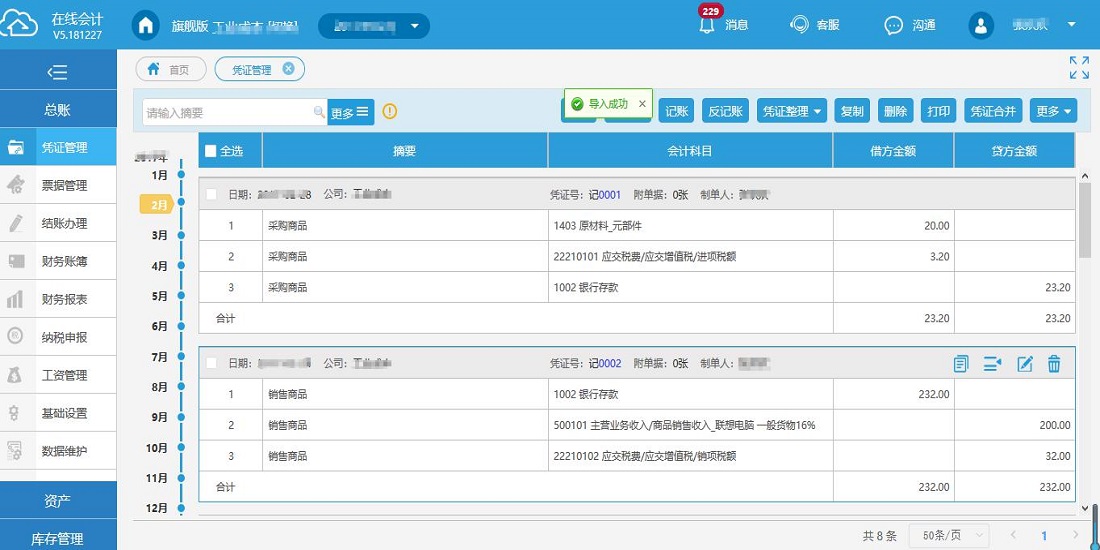 在线会计 旗舰版 工业成本 229 消息 客服 沟通
V5.181227
首页 凭证管理
总账
请输入摘要 更多 导入成功 × 记账 反记账 凭证整理 复制 删除 打印 凭证合并 更多
凭证管理
票据管理
结账办理
财务账簿
财务报表
纳税申报
工资管理
基础设置
数据维护
资产
库存管理
1月
2月
3月
4月
5月
6月
7月
8月
9月
10月
11月
12月
全选 摘要 会计科目 借方金额 贷方金额
日期: 公司: 凭证号: 记0001 附单据: 0张 制单人:
1 采购商品 1403 原材料_元部件 20.00
2 采购商品 22210101 应交税费/应交增值税/进项税额 3.20
3 采购商品 1002 银行存款 23.20
合计 23.20 23.20
日期: 公司: 凭证号: 记0002 附单据: 0张 制单人:
1 销售商品 1002 银行存款 232.00
2 销售商品 500101 主营业务收入/商品销售收入_联想电脑 一般货物16% 200.00
3 销售商品 22210102 应交税费/应交增值税/销项税额 32.00
合计 232.00 232.00
共 8 条 50条/页 1